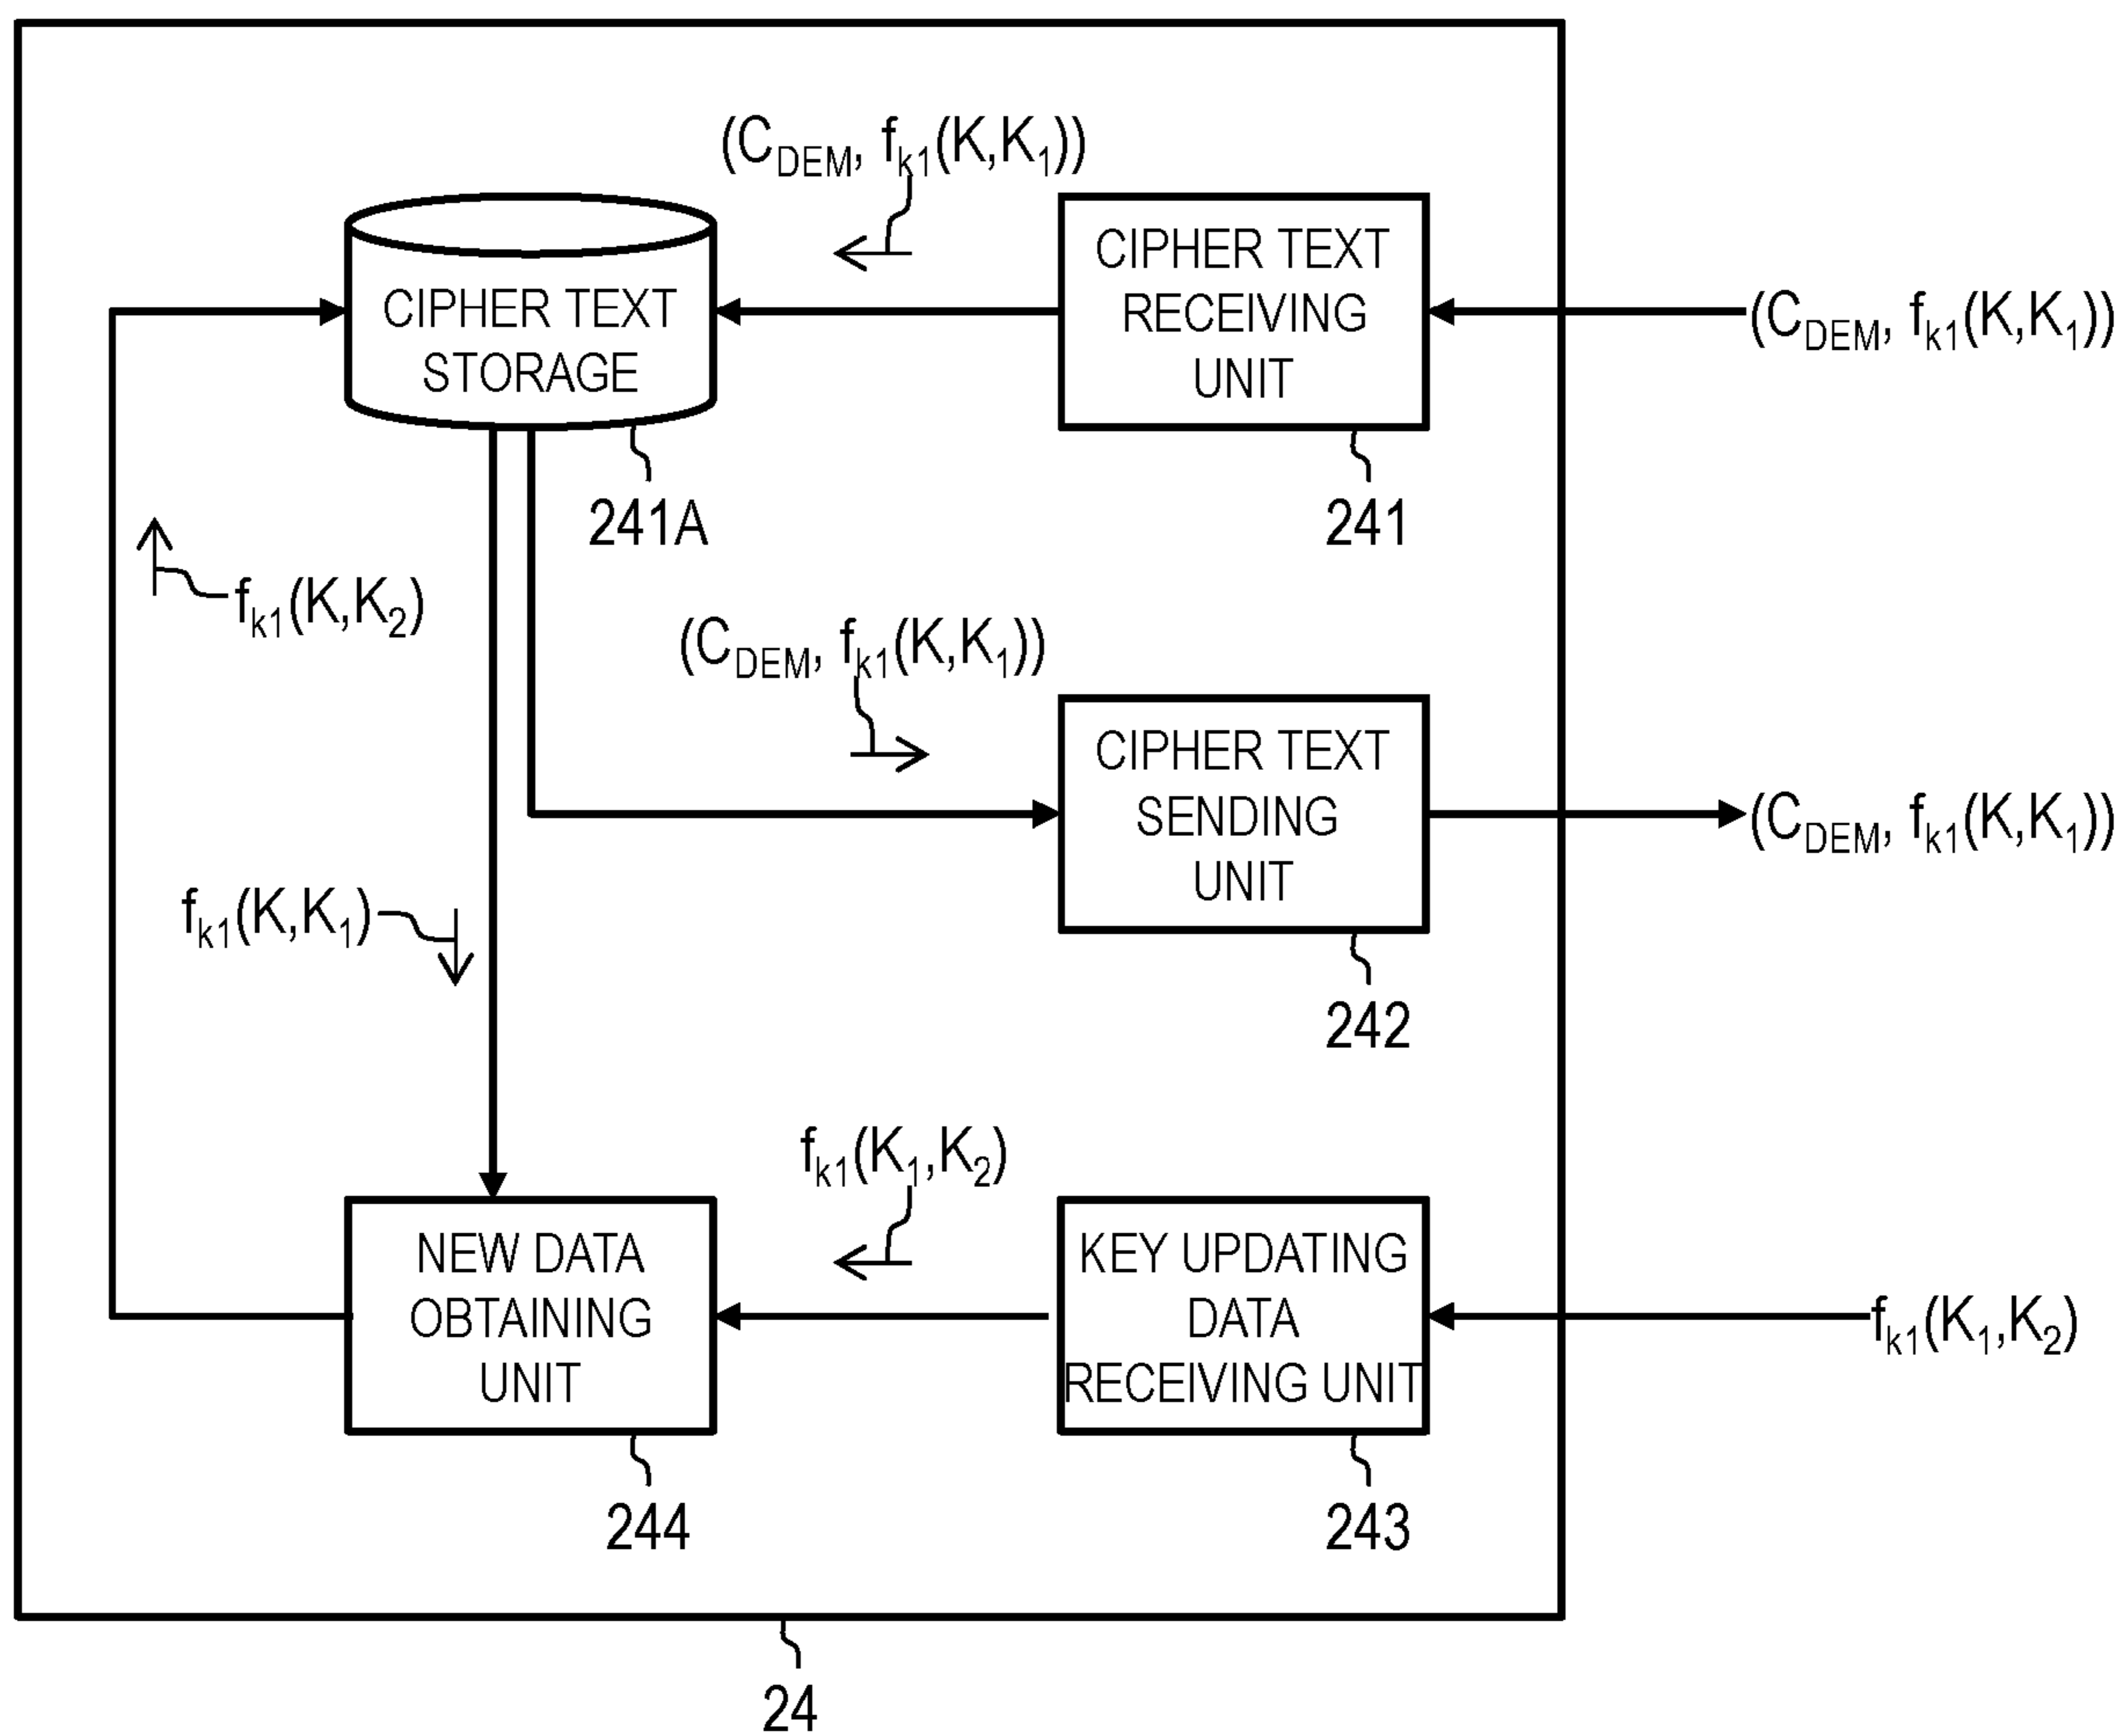 (C_DEM, f_k1(K,K_1))
CIPHER TEXT
RECEIVING
UNIT
241
(C_DEM, f_k1(K,K_1))
CIPHER TEXT
STORAGE
241A
f_k1(K,K_2)
(C_DEM, f_k1(K,K_1))
CIPHER TEXT
SENDING
UNIT
242
(C_DEM, f_k1(K,K_1))
f_k1(K,K_1)
f_k1(K_1,K_2)
NEW DATA
OBTAINING
UNIT
244
KEY UPDATING
DATA
RECEIVING UNIT
243
f_k1(K_1,K_2)
24